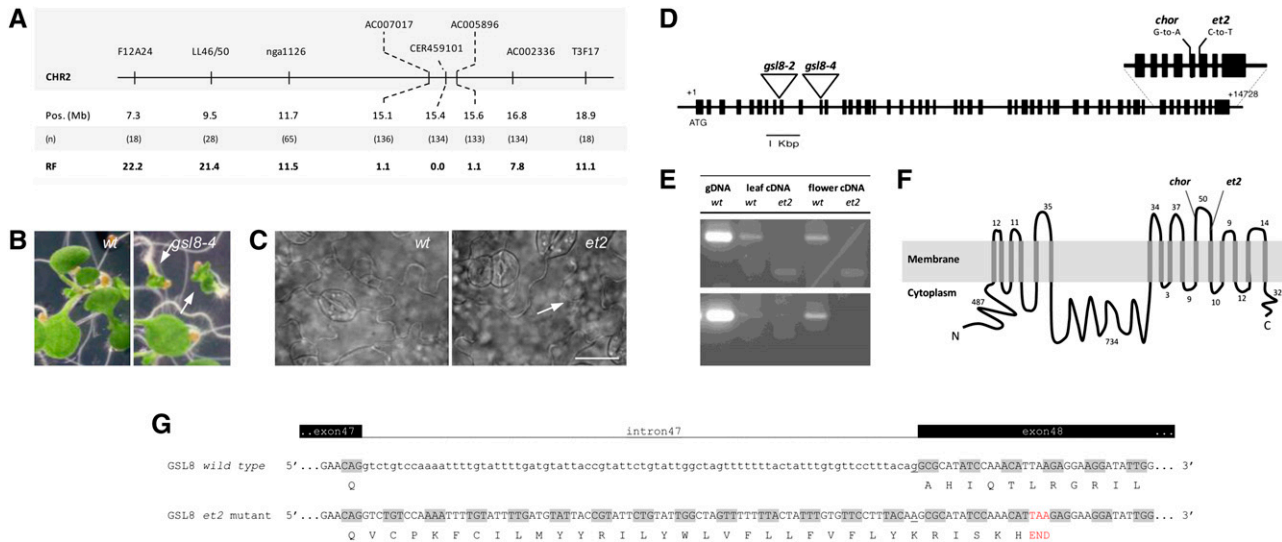 A
AC007017 AC005896
CER459101
F12A24 LL46/50 nga1126 AC002336 T3F17
CHR2
Pos. (Mb) 7.3 9.5 11.7 15.1 15.4 15.6 16.8 18.9
(n) (18) (28) (65) (136) (134) (133) (134) (18)
RF 22.2 21.4 11.5 1.1 0.0 1.1 7.8 11.1
B
wt
gsl8-4
C
wt
et2
D
chor et2
G-to-A C-to-T
gsl8-2 gsl8-4
+1 +14728
ATG
1 Kbp
E
gDNA leaf cDNA flower cDNA
wt wt et2 wt et2
F
chor et2
12 11 35 34 37 50 9 14
Membrane
Cytoplasm
487 734 3 9 10 12 32
N C
G
..exon47 intron47 exon48 ...
GSL8 wild type 5’ ...GAACAGgtctgtccaaaattttgtattttgatgtattaccgtattctgtattggctagtttttttactatttgtgttcctttacagGCGCATATCCAAACATTAAGAGGAAGGATATTGG... 3’
Q A H I Q T L R G R I L
GSL8 et2 mutant 5’ ...GAACAGGTCTGTCCAAAATTTTGTATTTTGATGTATTACCGTATTCTGTATTGGCTAGTTTTTTTACTATTTGTGTTCCTTTACAAGCGCATATCCAAACATTAAGAGGAAGGATATTGG... 3’
Q V C P K F C I L M Y Y R I L Y W L V F L L F V F L Y K R I S K H END